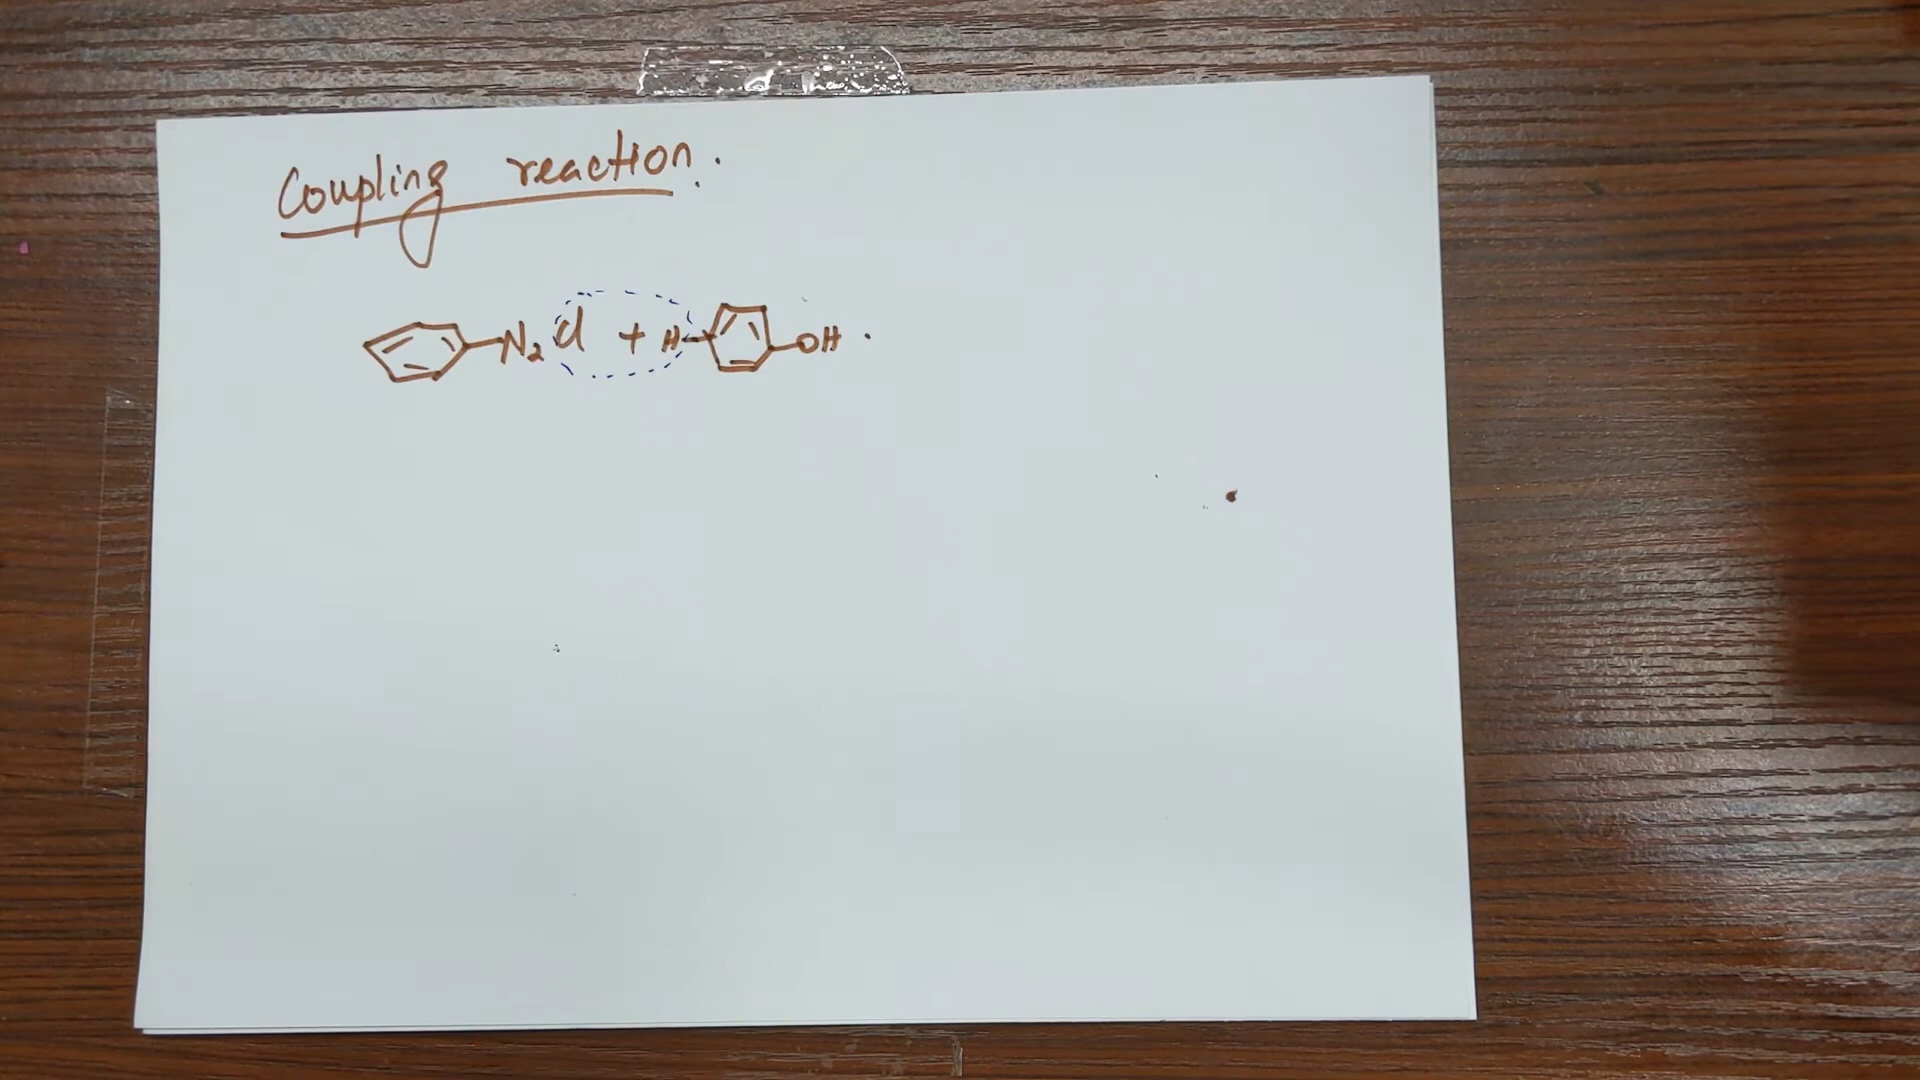 Coupling reaction.
N₂Cl + H OH .